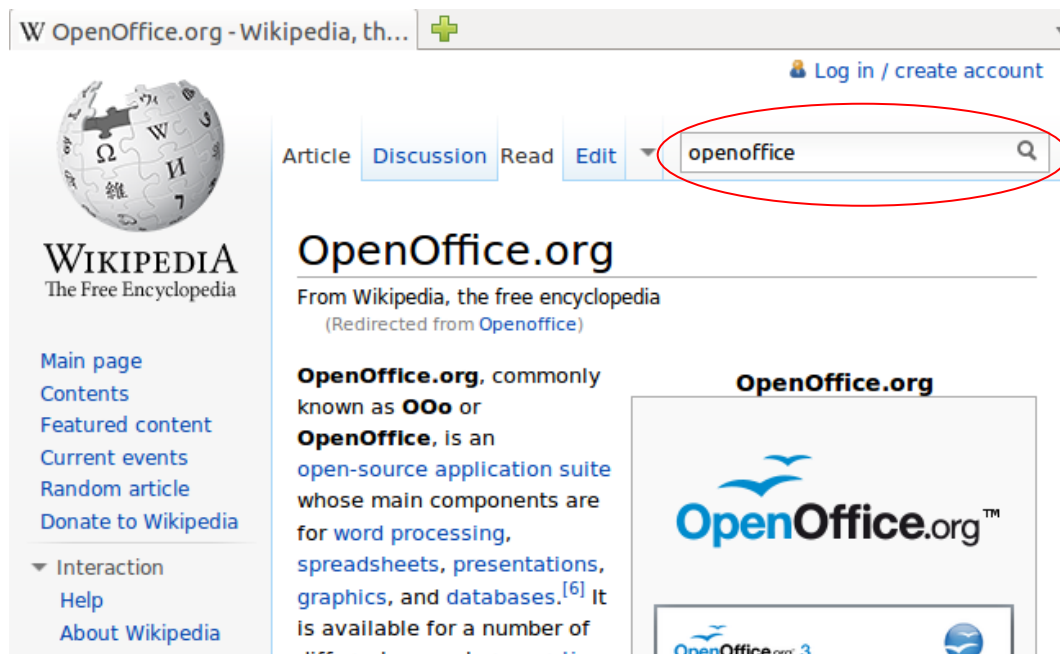 W OpenOffice.org - Wikipedia, th...
Log in / create account
Article Discussion Read Edit
openoffice
WIKIPEDIA
The Free Encyclopedia
Main page
Contents
Featured content
Current events
Random article
Donate to Wikipedia
Interaction
Help
About Wikipedia
OpenOffice.org
From Wikipedia, the free encyclopedia
(Redirected from Openoffice)
OpenOffice.org, commonly
known as OOo or
OpenOffice, is an
open-source application suite
whose main components are
for word processing,
spreadsheets, presentations,
graphics, and databases.[6] It
is available for a number of
OpenOffice.org
OpenOffice.org™
OpenOffice.org 3